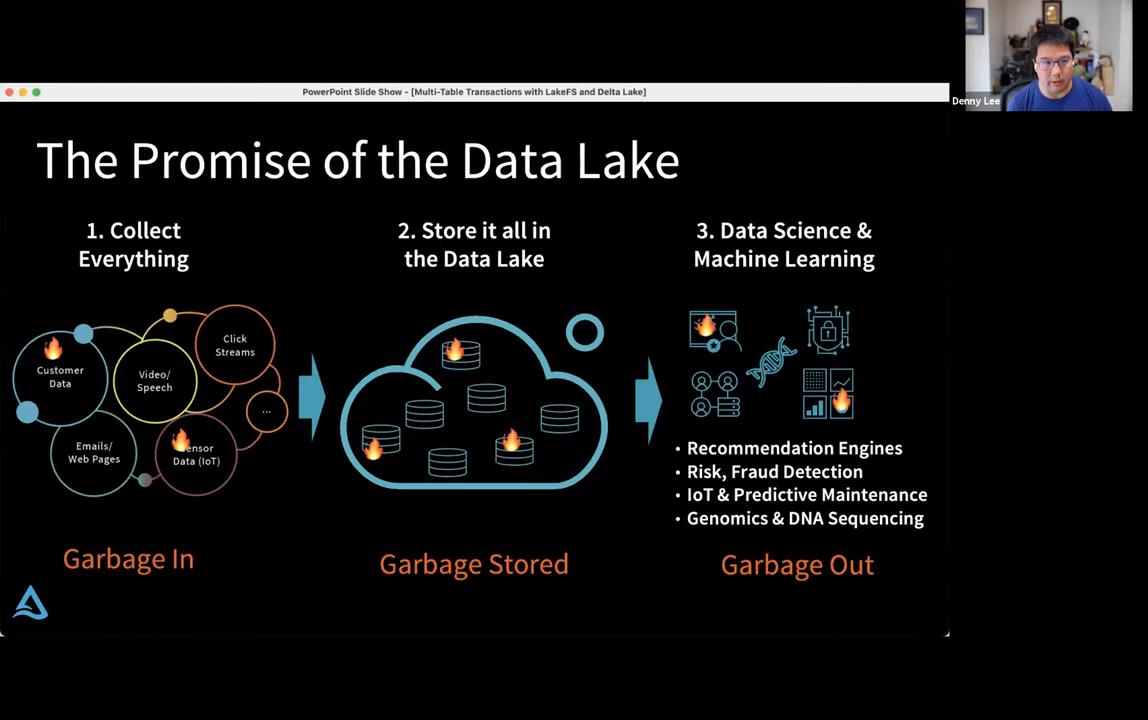 PowerPoint Slide Show - [Multi-Table Transactions with LakeFS and Delta Lake]
Denny Lee
The Promise of the Data Lake
1. Collect
Everything
2. Store it all in
the Data Lake
3. Data Science &
Machine Learning
Click
Streams
Customer
Data
Video/
Speech
...
Emails/
Web Pages
ensor
Data (IoT)
• Recommendation Engines
• Risk, Fraud Detection
• IoT & Predictive Maintenance
• Genomics & DNA Sequencing
Garbage In
Garbage Stored
Garbage Out